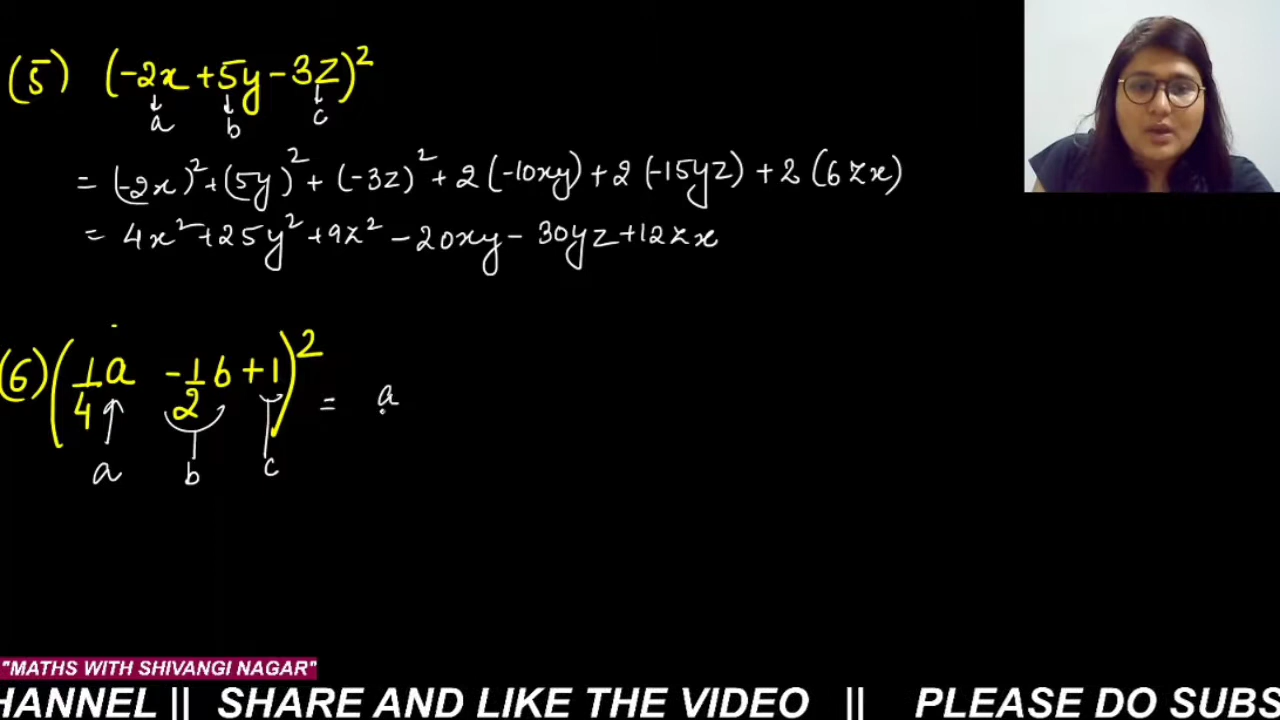 (5) (-2x + 5y - 3z)²
a b c
= (-2x)² + (5y)² + (-3z)² + 2(-10xy) + 2(-15yz) + 2(6zx)
= 4x² + 25y² + 9z² - 20xy - 30yz + 12zx
(6) (1/4 a - 1/2 b + 1)² = a
a b c
"MATHS WITH SHIVANGI NAGAR"
HANNEL || SHARE AND LIKE THE VIDEO || PLEASE DO SUBS